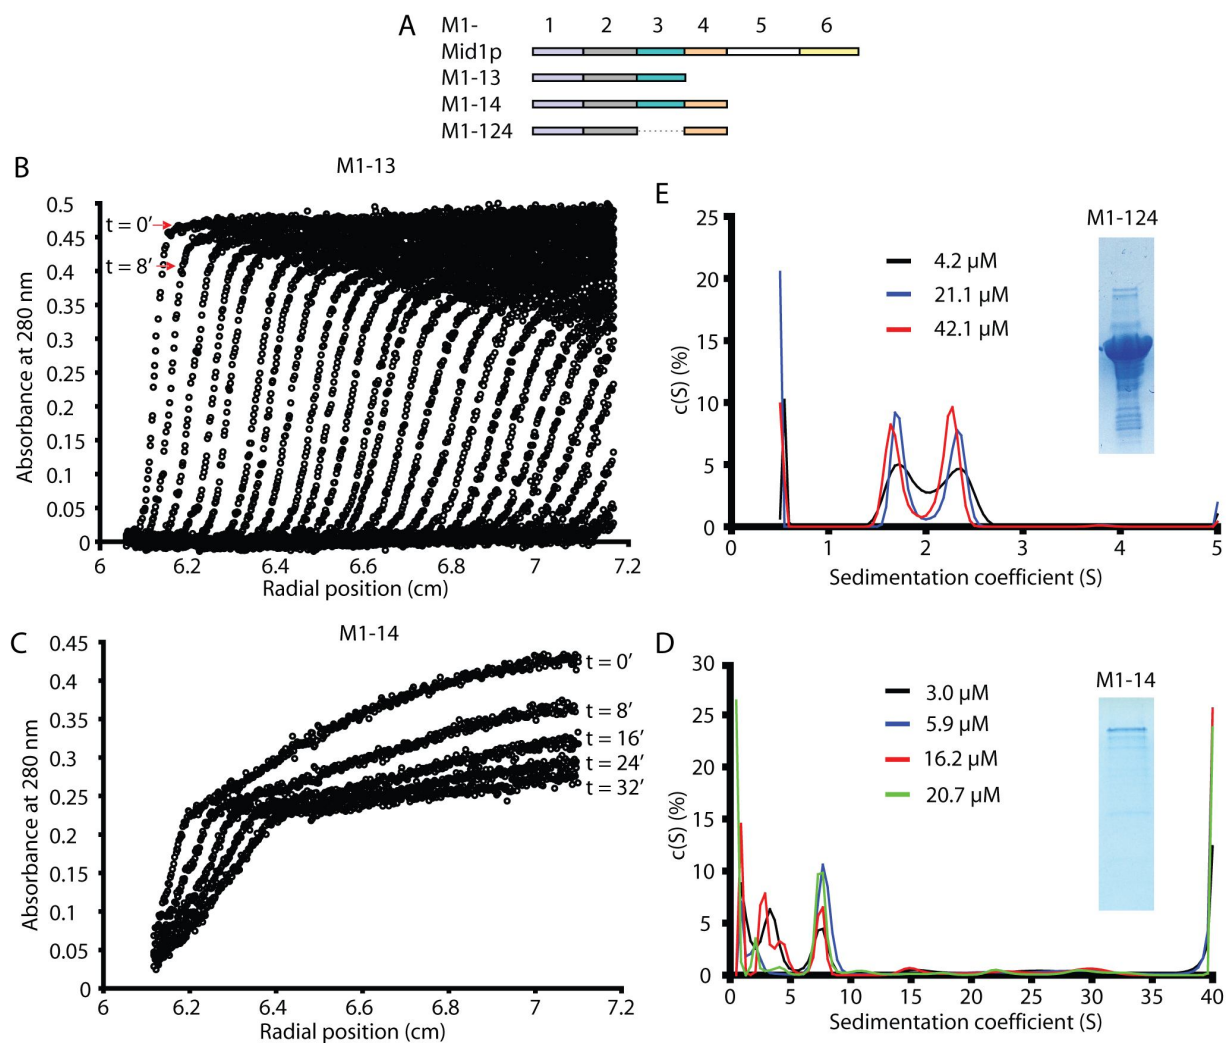 A
M1- 1 2 3 4 5 6
Mid1p
M1-13
M1-14
M1-124
B
M1-13
0.5
0.45
0.4
0.35
0.3
0.25
0.2
0.15
0.1
0.05
0
t = 0′
t = 8′
Absorbance at 280 nm
6 6.2 6.4 6.6 6.8 7 7.2
Radial position (cm)
E
M1-124
25
20
15
10
5
0
c(S) (%)
4.2 µM
21.1 µM
42.1 µM
0 1 2 3 4 5
Sedimentation coefficient (S)
C
M1-14
0.45
0.4
0.35
0.3
0.25
0.2
0.15
0.1
0.05
0
t = 0′
t = 8′
t = 16′
t = 24′
t = 32′
Absorbance at 280 nm
6 6.2 6.4 6.6 6.8 7 7.2
Radial position (cm)
D
M1-14
30
25
20
15
10
5
0
c(S) (%)
3.0 µM
5.9 µM
16.2 µM
20.7 µM
0 5 10 15 20 25 30 35 40
Sedimentation coefficient (S)